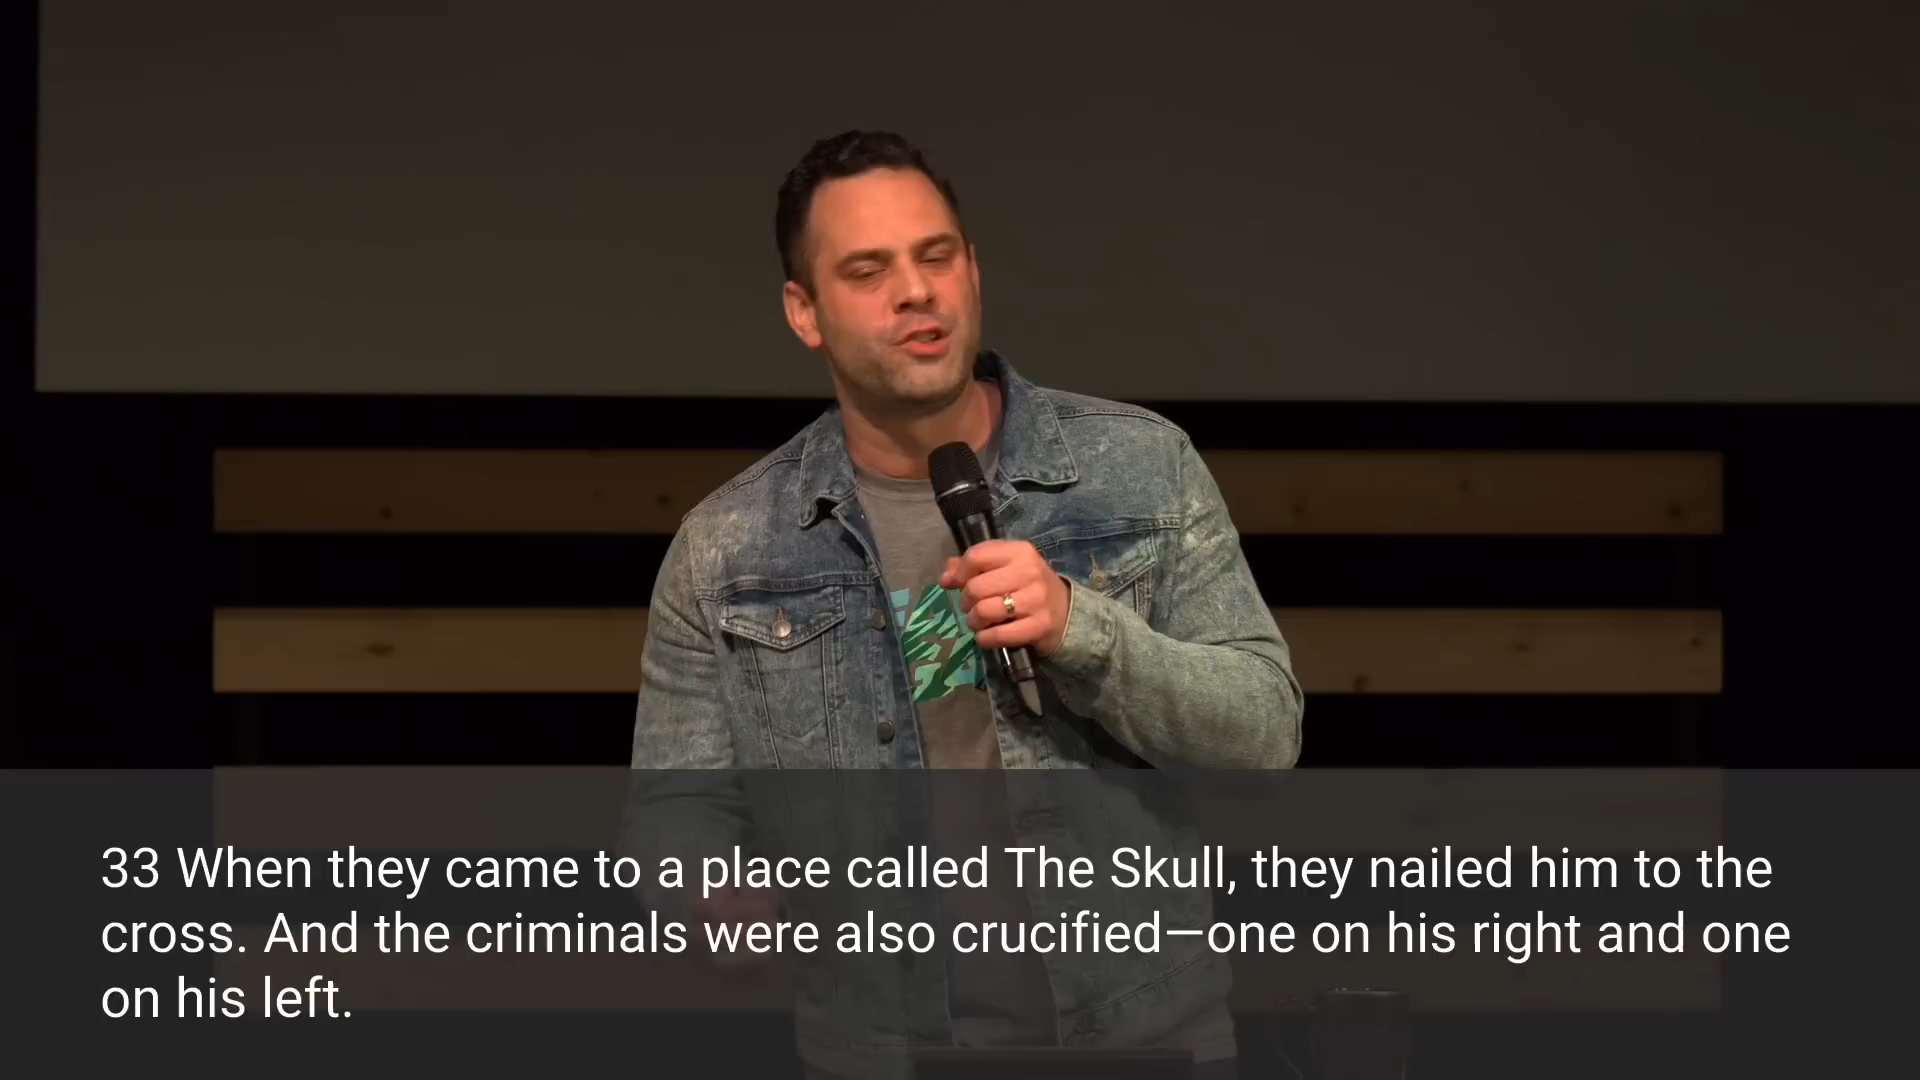 33 When they came to a place called The Skull, they nailed him to the
cross. And the criminals were also crucified—one on his right and one
on his left.